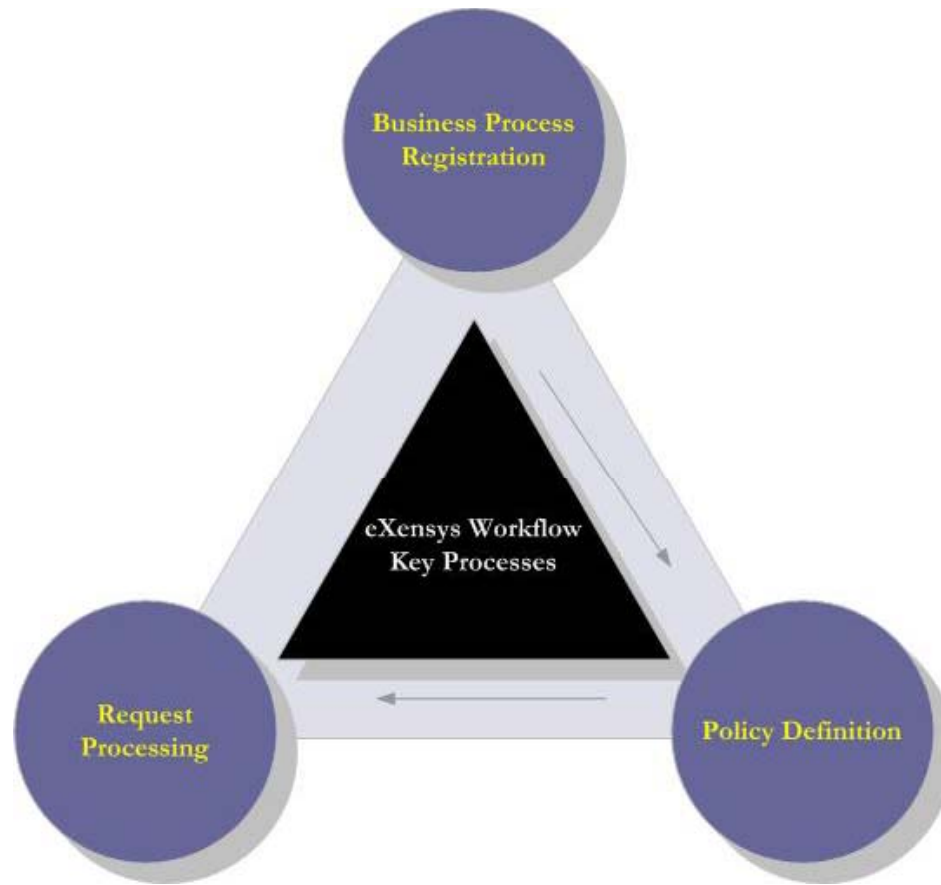 Business Process
Registration
eXensys Workflow
Key Processes
Request
Processing
Policy Definition